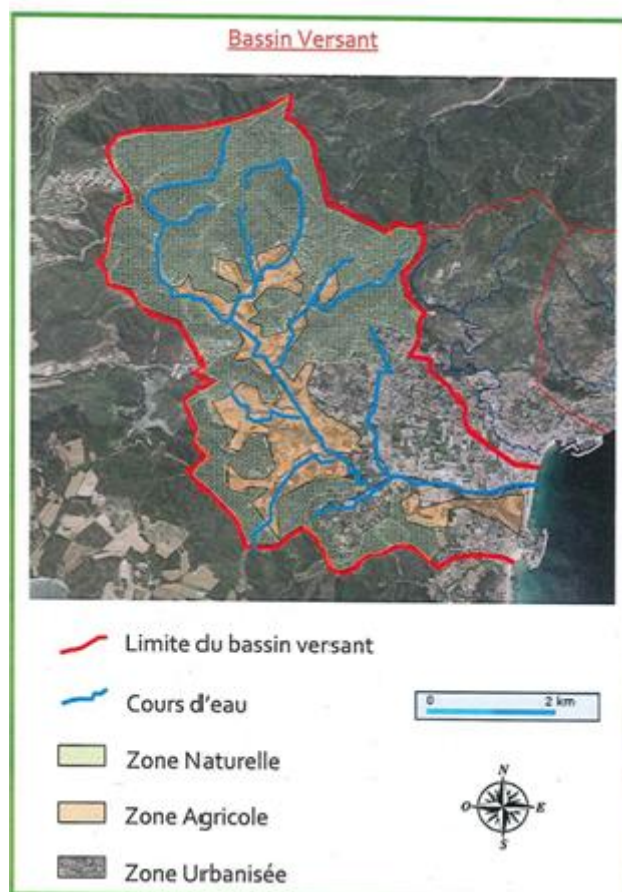 Bassin Versant
Limite du bassin versant
Cours d'eau
0 2 km
Zone Naturelle
N
O E
S
Zone Agricole
Zone Urbanisée